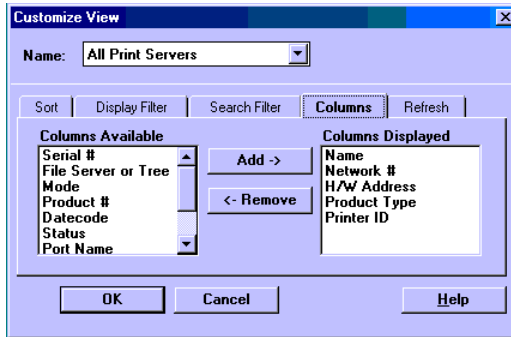 Customize View
Name: All Print Servers
Sort Display Filter Search Filter Columns Refresh
Columns Available
Serial #
File Server or Tree
Mode
Product #
Datecode
Status
Port Name
Add ->
<- Remove
Columns Displayed
Name
Network #
H/W Address
Product Type
Printer ID
OK Cancel Help